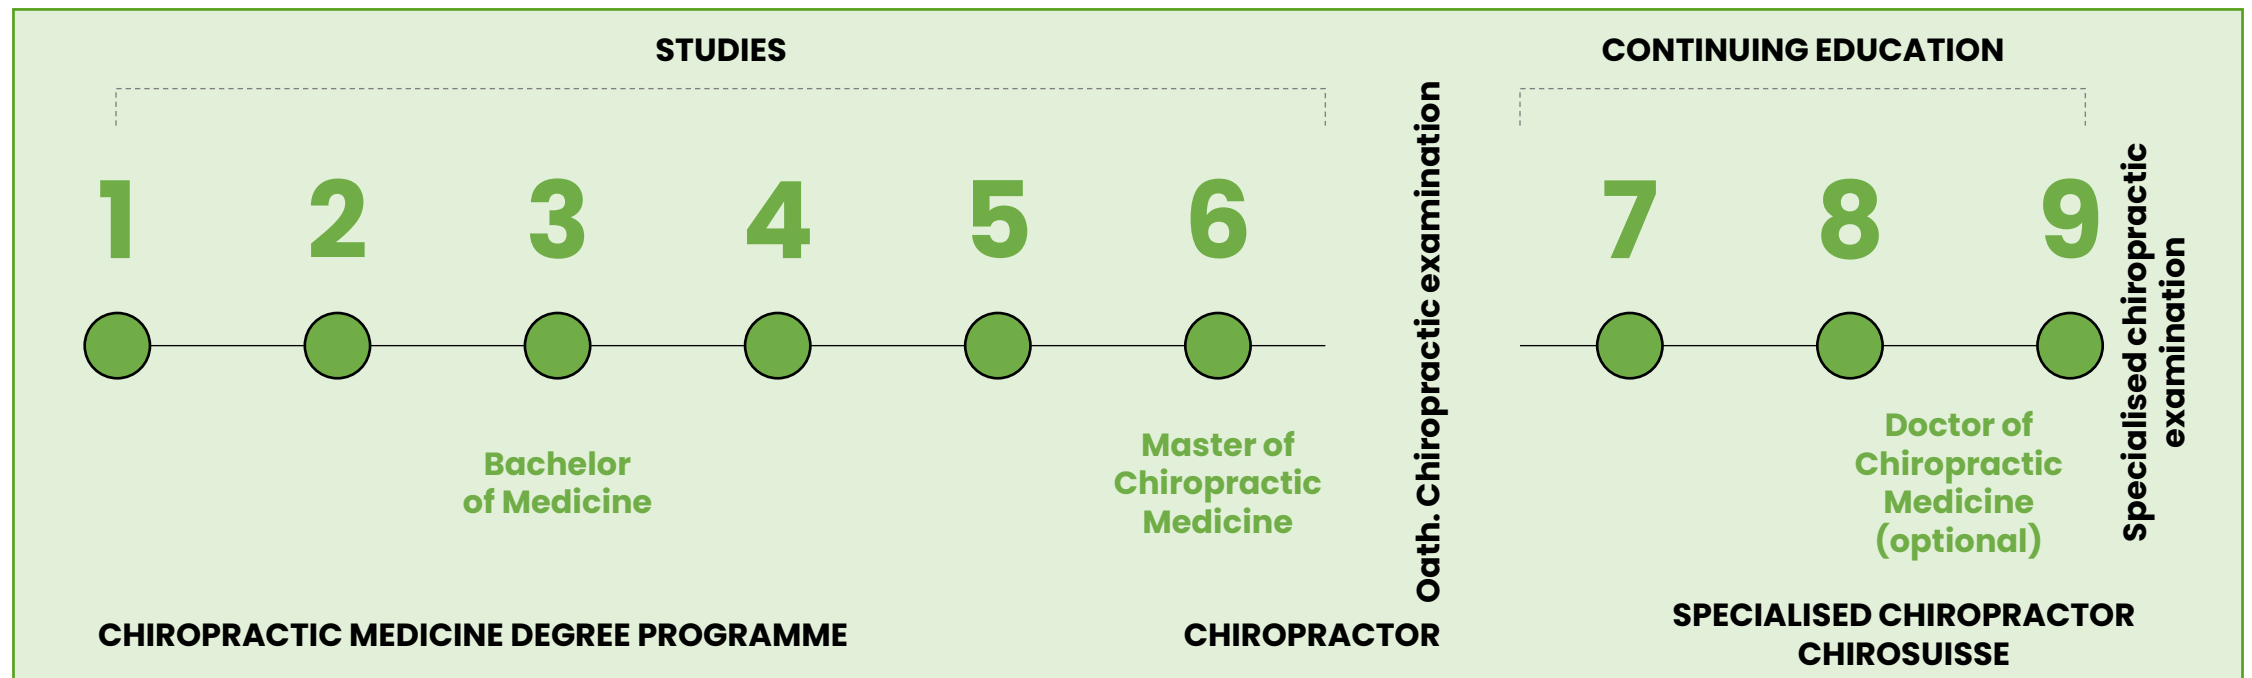 STUDIES
CONTINUING EDUCATION
1
2
3
4
5
6
Oath. Chiropractic examination
7
8
9
Specialised chiropractic
examination
Bachelor
of Medicine
Master of
Chiropractic
Medicine
Doctor of
Chiropractic
Medicine
(optional)
CHIROPRACTIC MEDICINE DEGREE PROGRAMME
CHIROPRACTOR
SPECIALISED CHIROPRACTOR
CHIROSUISSE